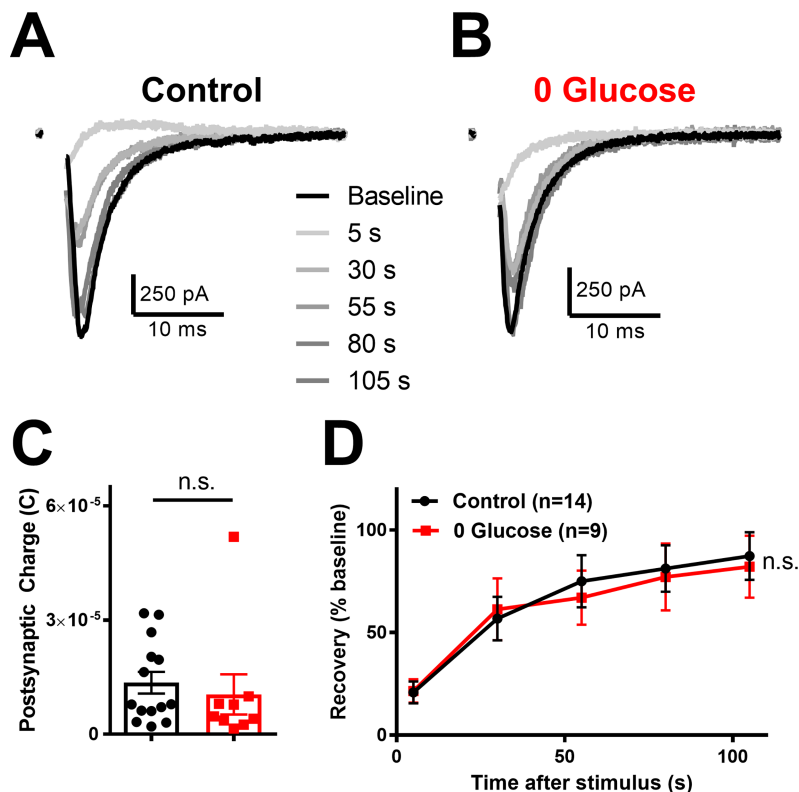 A
Control
250 pA
10 ms
Baseline
5 s
30 s
55 s
80 s
105 s
B
0 Glucose
250 pA
10 ms
C
Postsynaptic Charge (C)
6×10⁻⁵
3×10⁻⁵
0
n.s.
D
Control (n=14)
0 Glucose (n=9)
Recovery (% baseline)
100
50
0
n.s.
0
50
100
Time after stimulus (s)